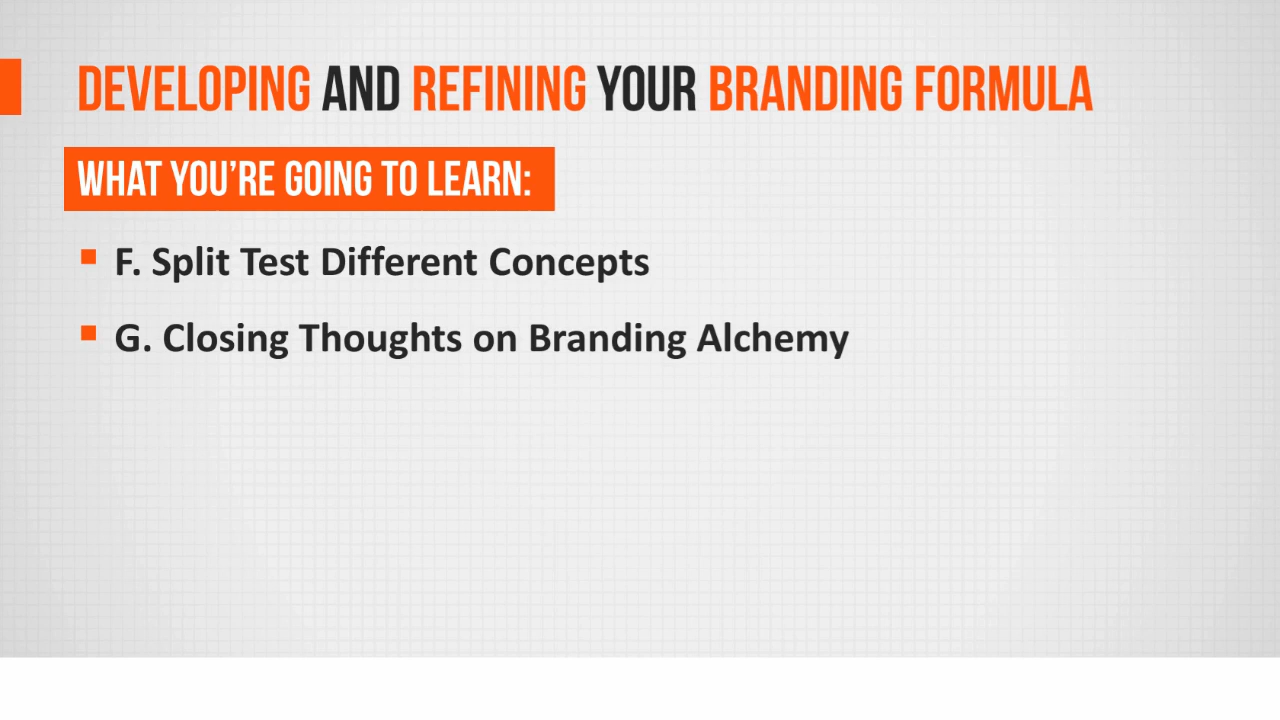 DEVELOPING AND REFINING YOUR BRANDING FORMULA
WHAT YOU'RE GOING TO LEARN:
F. Split Test Different Concepts
G. Closing Thoughts on Branding Alchemy